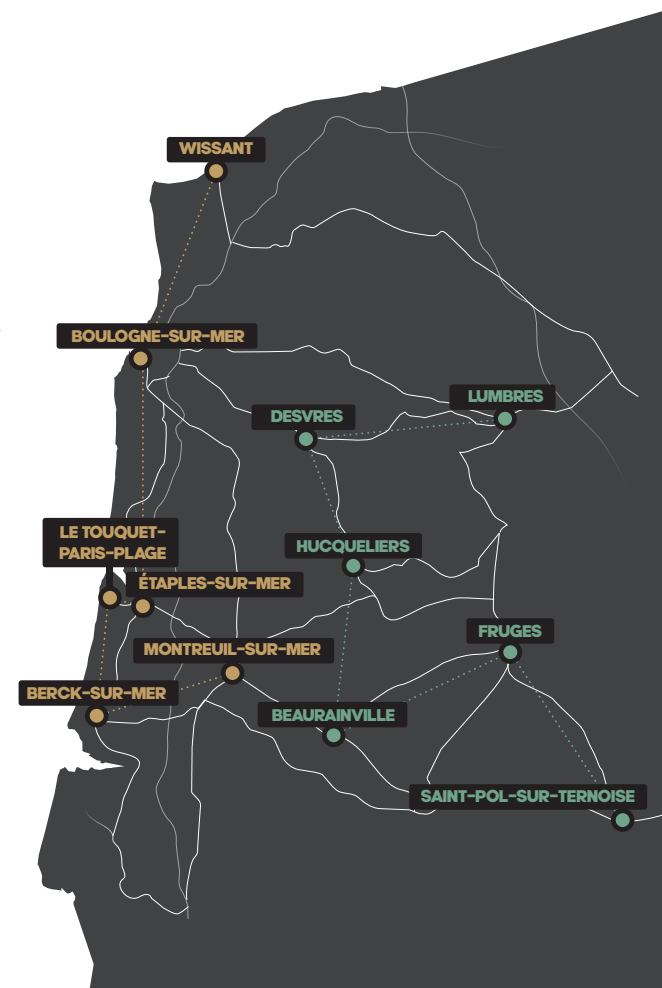 WISSANT
BOULOGNE-SUR-MER
LUMBRES
DESVRES
LE TOUQUET-
PARIS-PLAGE
HUCQUELIERS
ÉTAPLES-SUR-MER
FRUGES
MONTREUIL-SUR-MER
BERCK-SUR-MER
BEAURAINVILLE
SAINT-POL-SUR-TERNOISE